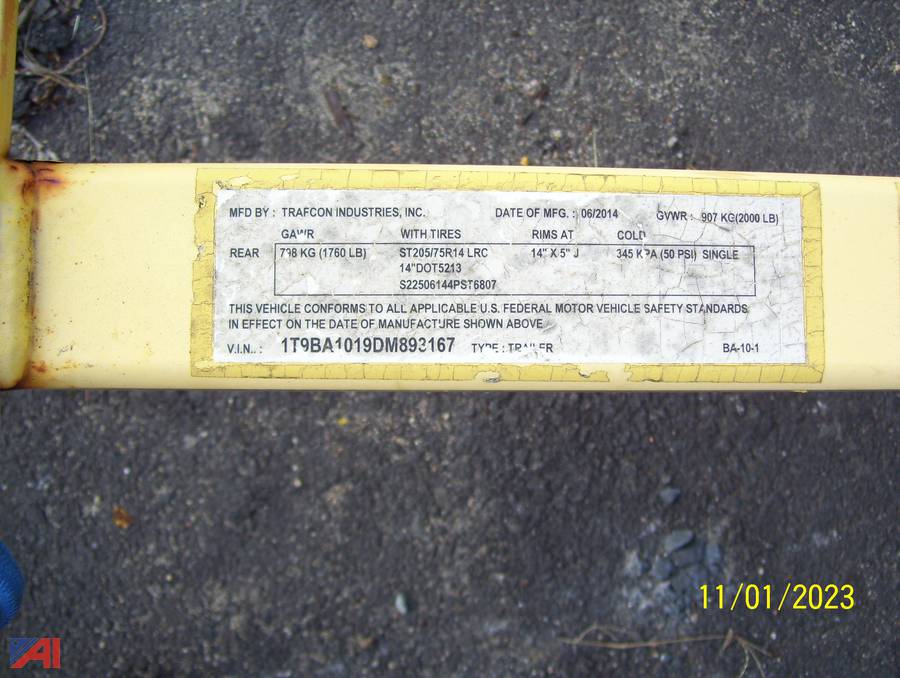 MFD BY : TRAFCON INDUSTRIES, INC. DATE OF MFG. : 06/2014 GVWR : 907 KG(2000 LB)
GAWR WITH TIRES RIMS AT COLD
REAR 798 KG (1760 LB) ST205/75R14 LRC 14" X 5" J 345 KPA (50 PSI) SINGLE
14"DOT5213
S22506144PST6807
THIS VEHICLE CONFORMS TO ALL APPLICABLE U.S. FEDERAL MOTOR VEHICLE SAFETY STANDARDS
IN EFFECT ON THE DATE OF MANUFACTURE SHOWN ABOVE
V.I.N.. : 1T9BA1019DM893167 TYPE : TRAILER BA-10-1
11/01/2023
AI